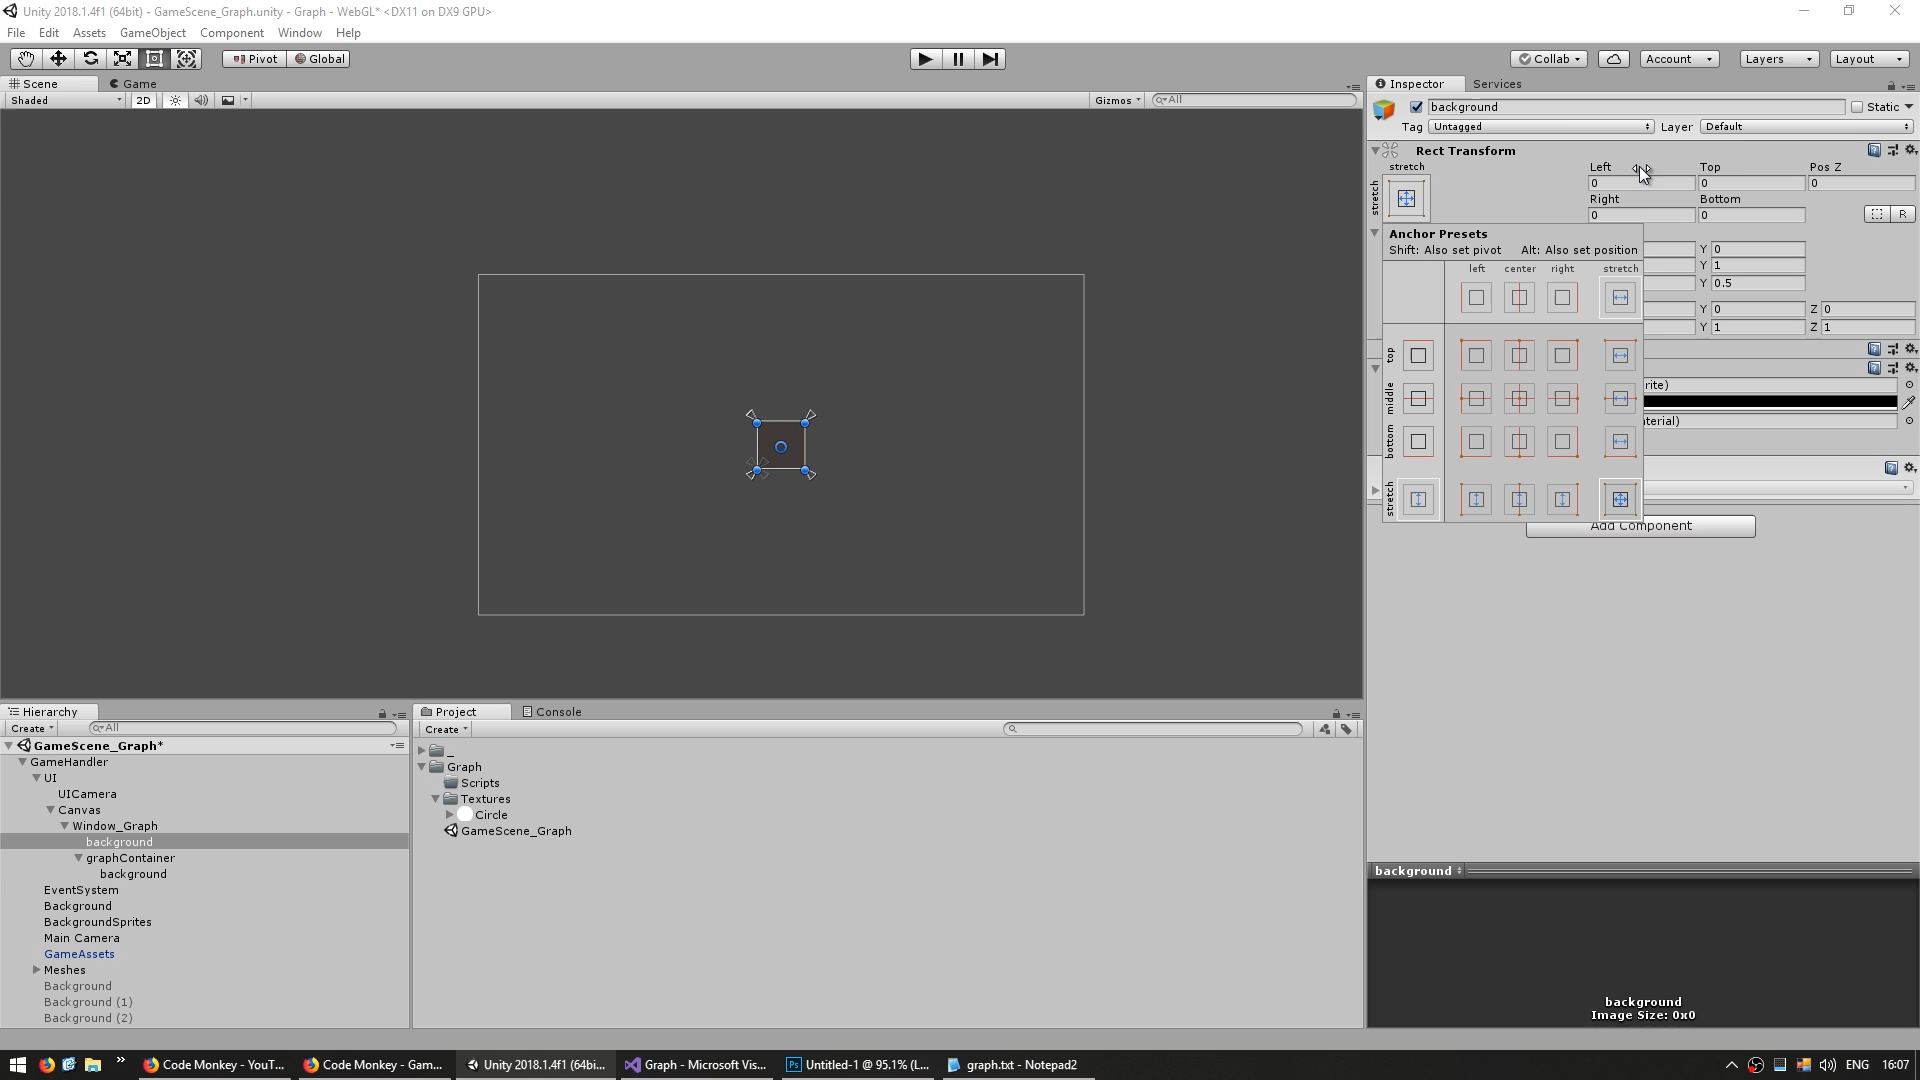 Unity 2018.1.4f1 (64bit) - GameScene_Graph.unity - Graph - WebGL* <DX11 on DX9 GPU>
File Edit Assets GameObject Component Window Help
Pivot Global Collab Account Layers Layout
Scene Game
Shaded 2D Gizmos All
Inspector Services
background Static
Tag Untagged Layer Default
Rect Transform
stretch
stretch
Left Top Pos Z
0 0 0
Right Bottom
0 0 R
Anchor Presets
Shift: Also set pivot Alt: Also set position
left center right stretch
top
middle
bottom
stretch
Y 0
Y 1
Y 0.5
Y 0 Z 0
Y 1 Z 1
rite)
terial)
Add Component
Hierarchy
Create All
GameScene_Graph*
GameHandler
UI
UICamera
Canvas
Window_Graph
background
graphContainer
background
EventSystem
Background
BackgroundSprites
Main Camera
GameAssets
Meshes
Background
Background (1)
Background (2)
Project Console
Create
_
Graph
Scripts
Textures
Circle
GameScene_Graph
background
background
Image Size: 0x0
Code Monkey - YouT... Code Monkey - Gam... Unity 2018.1.4f1 (64bi... Graph - Microsoft Vis... Ps Untitled-1 @ 95.1% (L... graph.txt - Notepad2 ENG 16:07